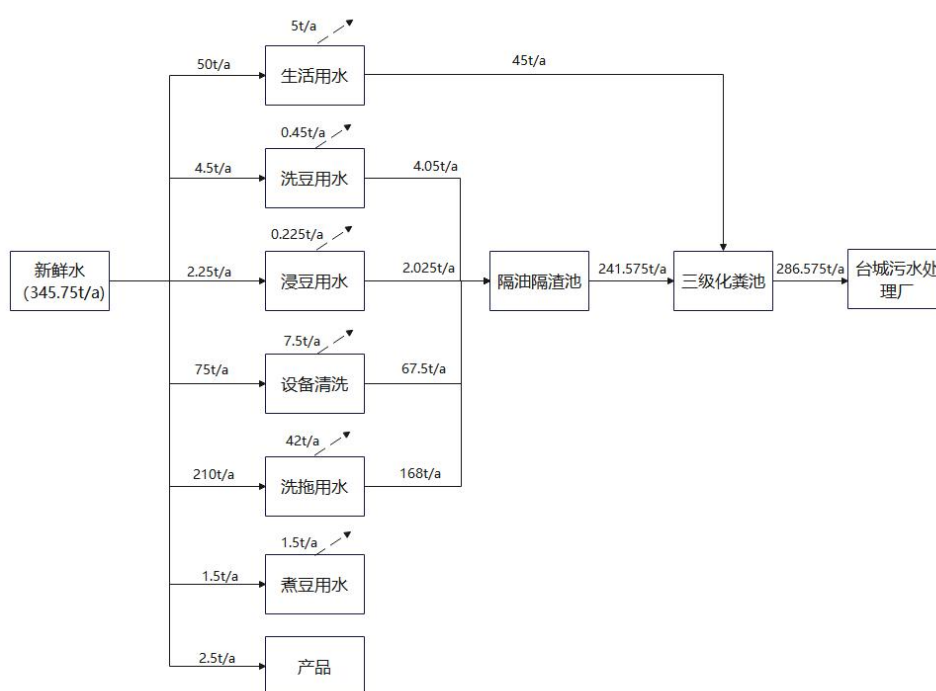 5t/a
50t/a
生活用水
45t/a
0.45t/a
4.5t/a
洗豆用水
4.05t/a
0.225t/a
新鲜水
（345.75t/a）
2.25t/a
浸豆用水
2.025t/a
隔油隔渣池
241.575t/a
三级化粪池
286.575t/a
台城污水处
理厂
7.5t/a
75t/a
设备清洗
67.5t/a
42t/a
210t/a
洗拖用水
168t/a
1.5t/a
1.5t/a
煮豆用水
2.5t/a
产品